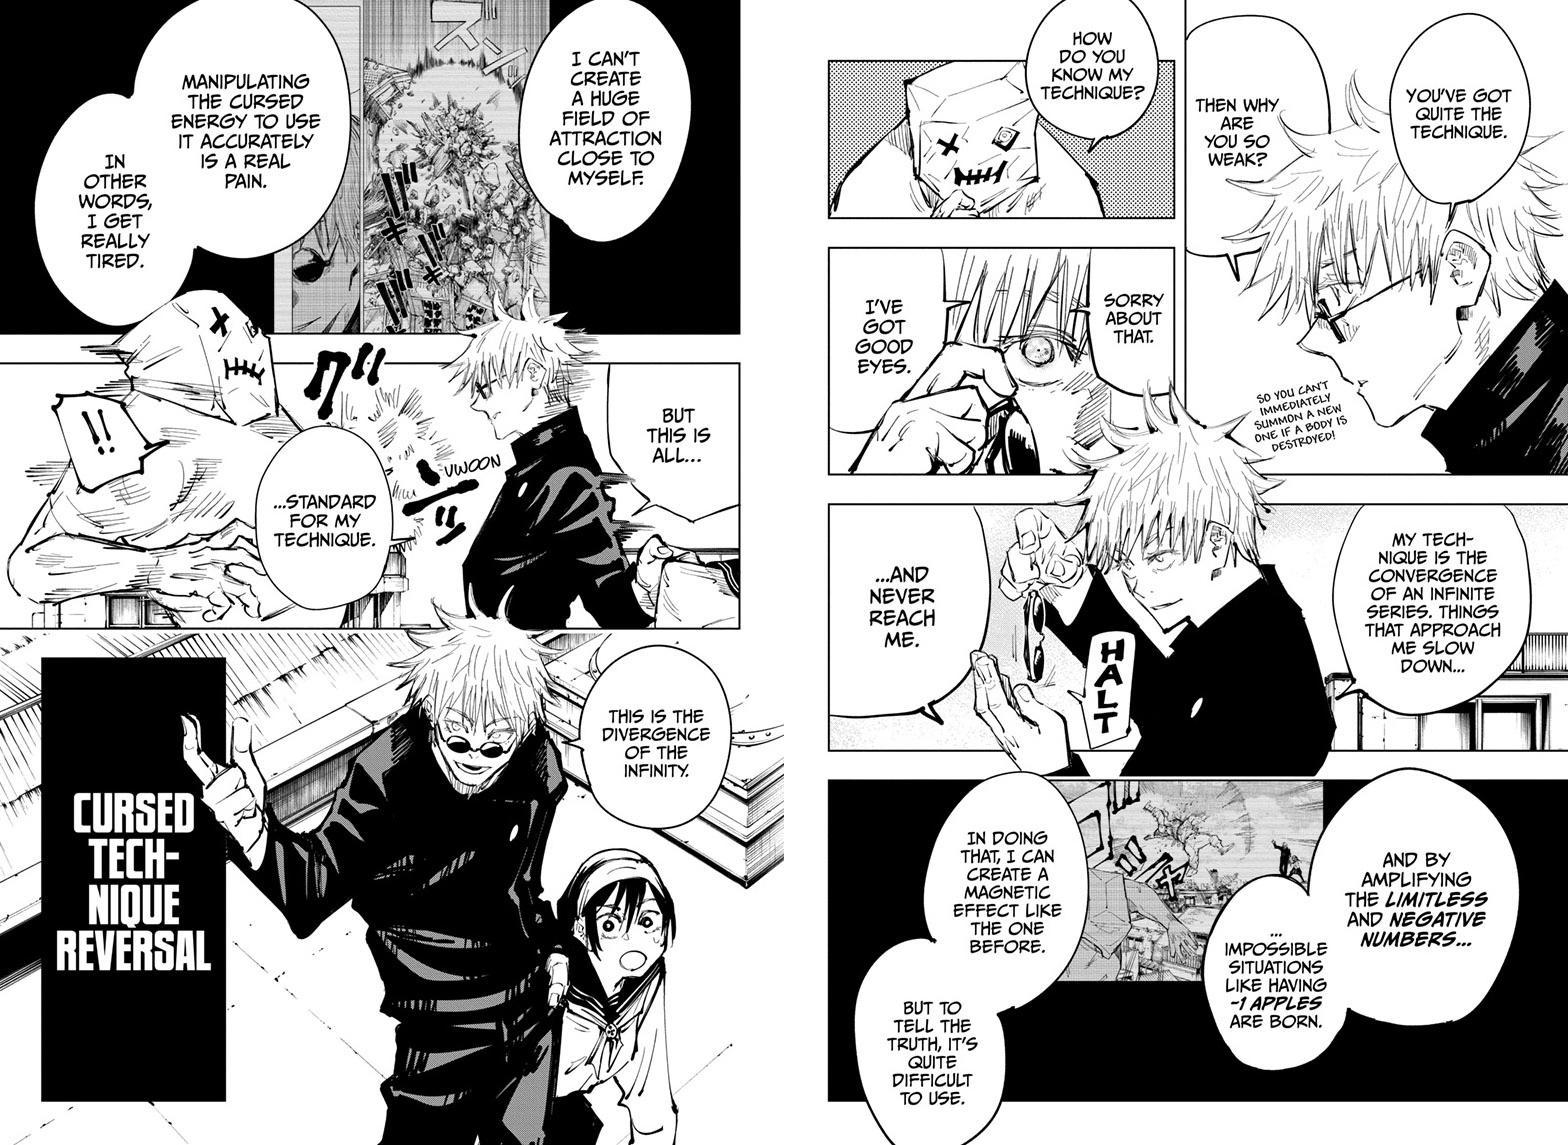 YOU'VE GOT
QUITE THE
TECHNIQUE.
THEN WHY
ARE
YOU SO
WEAK?
SO YOU CAN'T
IMMEDIATELY
SUMMON A NEW
ONE IF A BODY IS
DESTROYED!
HOW
DO YOU
KNOW MY
TECHNIQUE?
SORRY
ABOUT
THAT.
I'VE
GOT
GOOD
EYES.
MY TECH-
NIQUE IS THE
CONVERGENCE
OF AN INFINITE
SERIES. THINGS
THAT APPROACH
ME SLOW
DOWN...
HALT
...AND
NEVER
REACH
ME.
AND BY
AMPLIFYING
THE LIMITLESS
AND NEGATIVE
NUMBERS...
...
IMPOSSIBLE
SITUATIONS
LIKE HAVING
-1 APPLES
ARE BORN.
IN DOING
THAT, I CAN
CREATE A
MAGNETIC
EFFECT LIKE
THE ONE
BEFORE.
BUT TO
TELL THE
TRUTH, IT'S
QUITE
DIFFICULT
TO USE.
I CAN'T
CREATE
A HUGE
FIELD OF
ATTRACTION
CLOSE TO
MYSELF.
ズン
MANIPULATING
THE CURSED
ENERGY TO USE
IT ACCURATELY
IS A REAL
PAIN.
IN
OTHER
WORDS,
I GET
REALLY
TIRED.
BUT
THIS IS
ALL...
VWOON
...STANDARD
FOR MY
TECHNIQUE.
!!
THIS IS THE
DIVERGENCE
OF THE
INFINITY.
CURSED
TECH-
NIQUE
REVERSAL